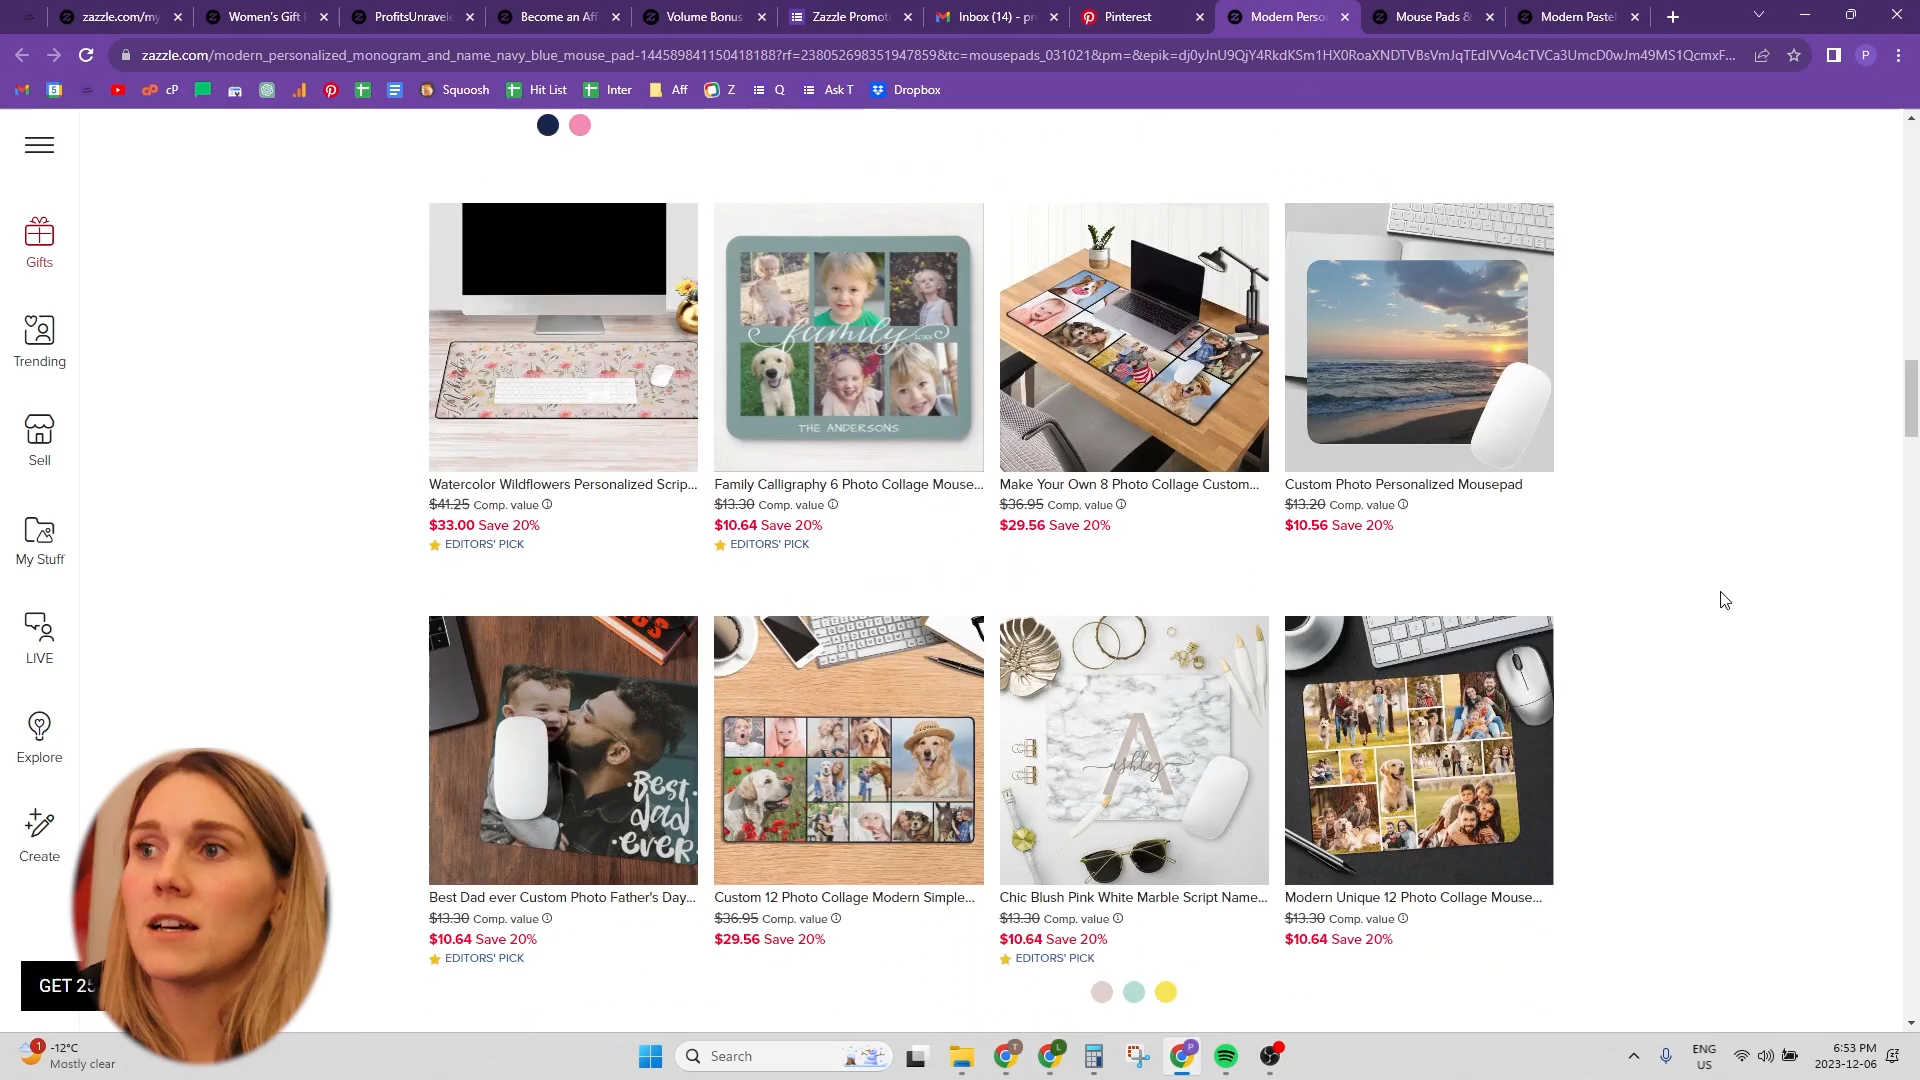 zazzle.com/my
Women's Gift
ProfitsUnravele
Become an Aff
Volume Bonus
Zazzle Promot
Inbox (14) - pr
Pinterest
Modern Perso
Mouse Pads &
Modern Pastel
zazzle.com/modern_personalized_monogram_and_name_navy_blue_mouse_pad-144589841150418188?rf=238052698351947859&tc=mousepads_031021&pm=&epik=dj0yJnU9QjY4RkdKSm1HX0RoaXNDTVBsVmJqTEdIVVo4cTVCa3UmcD0wJm49MS1QcmxF...
cP
Squoosh
Hit List
Inter
Aff
Z
Q
Ask T
Dropbox
Gifts
Trending
Sell
My Stuff
LIVE
Explore
Create
GET 25
family
THE ANDERSONS
Watercolor Wildflowers Personalized Scrip...
$41.25 Comp. value
$33.00 Save 20%
EDITORS' PICK
Family Calligraphy 6 Photo Collage Mouse...
$13.30 Comp. value
$10.64 Save 20%
EDITORS' PICK
Make Your Own 8 Photo Collage Custom...
$36.95 Comp. value
$29.56 Save 20%
Custom Photo Personalized Mousepad
$13.20 Comp. value
$10.56 Save 20%
Best
dad
ever
A
ashley
Best Dad ever Custom Photo Father's Day...
$13.30 Comp. value
$10.64 Save 20%
EDITORS' PICK
Custom 12 Photo Collage Modern Simple...
$36.95 Comp. value
$29.56 Save 20%
Chic Blush Pink White Marble Script Name...
$13.30 Comp. value
$10.64 Save 20%
EDITORS' PICK
Modern Unique 12 Photo Collage Mouse...
$13.30 Comp. value
$10.64 Save 20%
1
-12°C
Mostly clear
Search
ENG
US
6:53 PM
2023-12-06